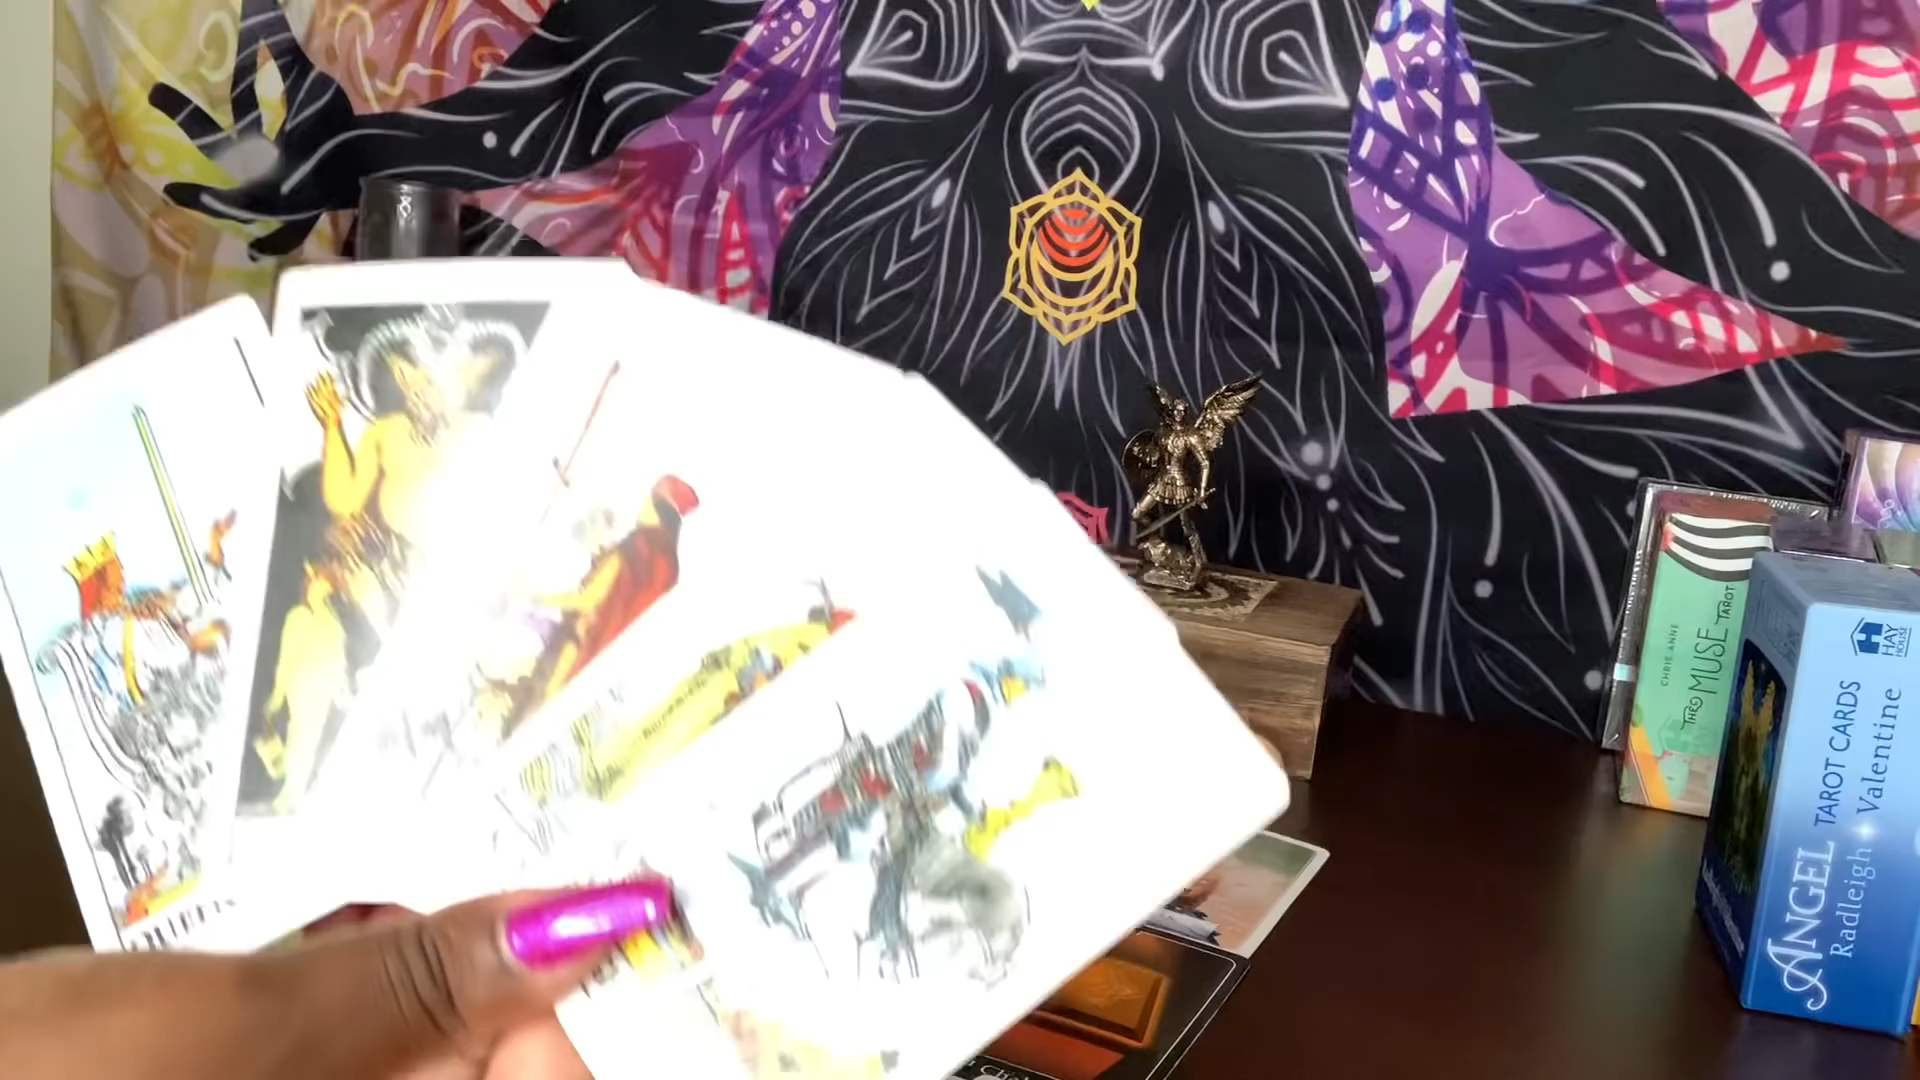 CHRIS-ANNE
THE MUSE TAROT
HAY
HOUSE
ANGEL TAROT CARDS
Radleigh Valentine